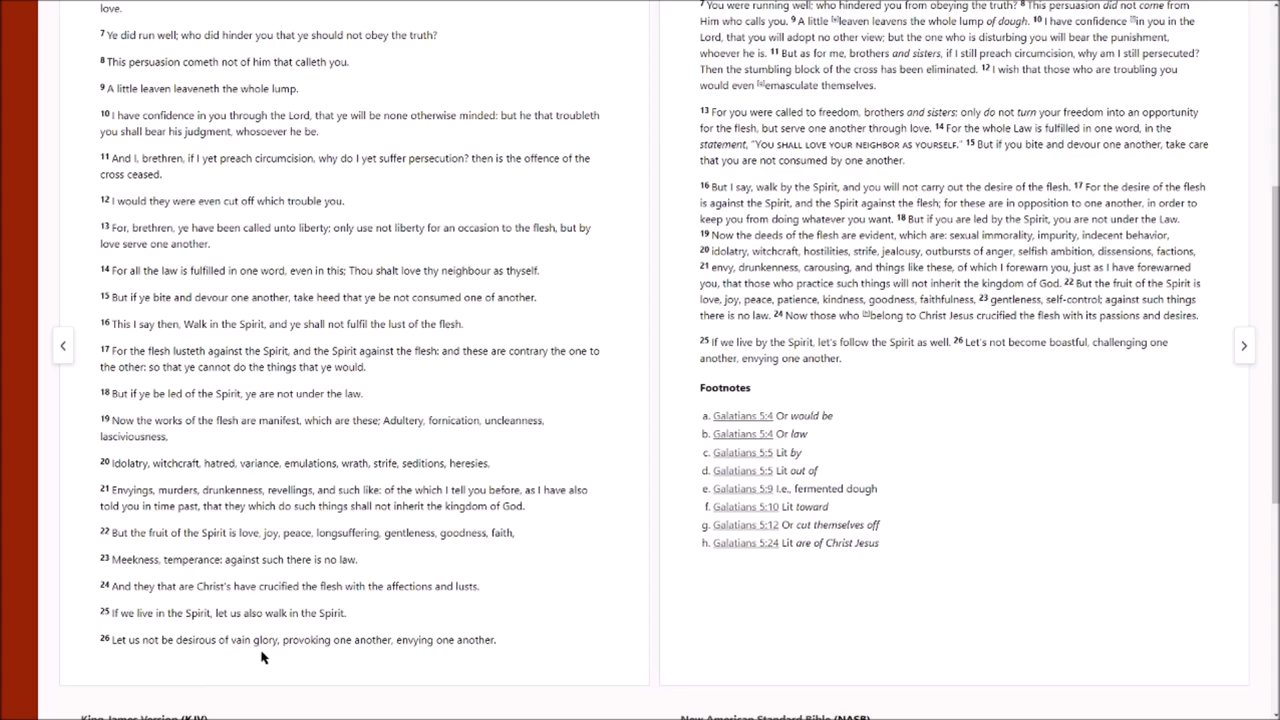 love.
7 Ye did run well; who did hinder you that ye should not obey the truth?
8 This persuasion cometh not of him that calleth you.
9 A little leaven leaveneth the whole lump.
10 I have confidence in you through the Lord, that ye will be none otherwise minded: but he that troubleth
you shall bear his judgment, whosoever he be.
11 And I, brethren, if I yet preach circumcision, why do I yet suffer persecution? then is the offence of the
cross ceased.
12 I would they were even cut off which trouble you.
13 For, brethren, ye have been called unto liberty; only use not liberty for an occasion to the flesh, but by
love serve one another.
14 For all the law is fulfilled in one word, even in this; Thou shalt love thy neighbour as thyself.
15 But if ye bite and devour one another, take heed that ye be not consumed one of another.
16 This I say then, Walk in the Spirit, and ye shall not fulfil the lust of the flesh.
17 For the flesh lusteth against the Spirit, and the Spirit against the flesh: and these are contrary the one to
the other: so that ye cannot do the things that ye would.
18 But if ye be led of the Spirit, ye are not under the law.
19 Now the works of the flesh are manifest, which are these; Adultery, fornication, uncleanness,
lasciviousness,
20 Idolatry, witchcraft, hatred, variance, emulations, wrath, strife, seditions, heresies,
21 Envyings, murders, drunkenness, revellings, and such like: of the which I tell you before, as I have also
told you in time past, that they which do such things shall not inherit the kingdom of God.
22 But the fruit of the Spirit is love, joy, peace, longsuffering, gentleness, goodness, faith,
23 Meekness, temperance: against such there is no law.
24 And they that are Christ's have crucified the flesh with the affections and lusts.
25 If we live in the Spirit, let us also walk in the Spirit.
26 Let us not be desirous of vain glory, provoking one another, envying one another.
King James Version (KJV)
7 You were running well; who hindered you from obeying the truth? 8 This persuasion did not come from
Him who calls you. 9 A little [e]leaven leavens the whole lump of dough. 10 I have confidence [f]in you in the
Lord, that you will adopt no other view; but the one who is disturbing you will bear the punishment,
whoever he is. 11 But as for me, brothers and sisters, if I still preach circumcision, why am I still persecuted?
Then the stumbling block of the cross has been eliminated. 12 I wish that those who are troubling you
would even [g]emasculate themselves.
13 For you were called to freedom, brothers and sisters; only do not turn your freedom into an opportunity
for the flesh, but serve one another through love. 14 For the whole Law is fulfilled in one word, in the
statement, “YOU SHALL LOVE YOUR NEIGHBOR AS YOURSELF.” 15 But if you bite and devour one another, take care
that you are not consumed by one another.
16 But I say, walk by the Spirit, and you will not carry out the desire of the flesh. 17 For the desire of the flesh
is against the Spirit, and the Spirit against the flesh; for these are in opposition to one another, in order to
keep you from doing whatever you want. 18 But if you are led by the Spirit, you are not under the Law.
19 Now the deeds of the flesh are evident, which are: sexual immorality, impurity, indecent behavior,
20 idolatry, witchcraft, hostilities, strife, jealousy, outbursts of anger, selfish ambition, dissensions, factions,
21 envy, drunkenness, carousing, and things like these, of which I forewarn you, just as I have forewarned
you, that those who practice such things will not inherit the kingdom of God. 22 But the fruit of the Spirit is
love, joy, peace, patience, kindness, goodness, faithfulness, 23 gentleness, self-control; against such things
there is no law. 24 Now those who [h]belong to Christ Jesus crucified the flesh with its passions and desires.
25 If we live by the Spirit, let's follow the Spirit as well. 26 Let's not become boastful, challenging one
another, envying one another.
Footnotes
a. Galatians 5:4 Or would be
b. Galatians 5:4 Or law
c. Galatians 5:5 Lit by
d. Galatians 5:5 Lit out of
e. Galatians 5:9 I.e., fermented dough
f. Galatians 5:10 Lit toward
g. Galatians 5:12 Or cut themselves off
h. Galatians 5:24 Lit are of Christ Jesus
New American Standard Bible (NASB)